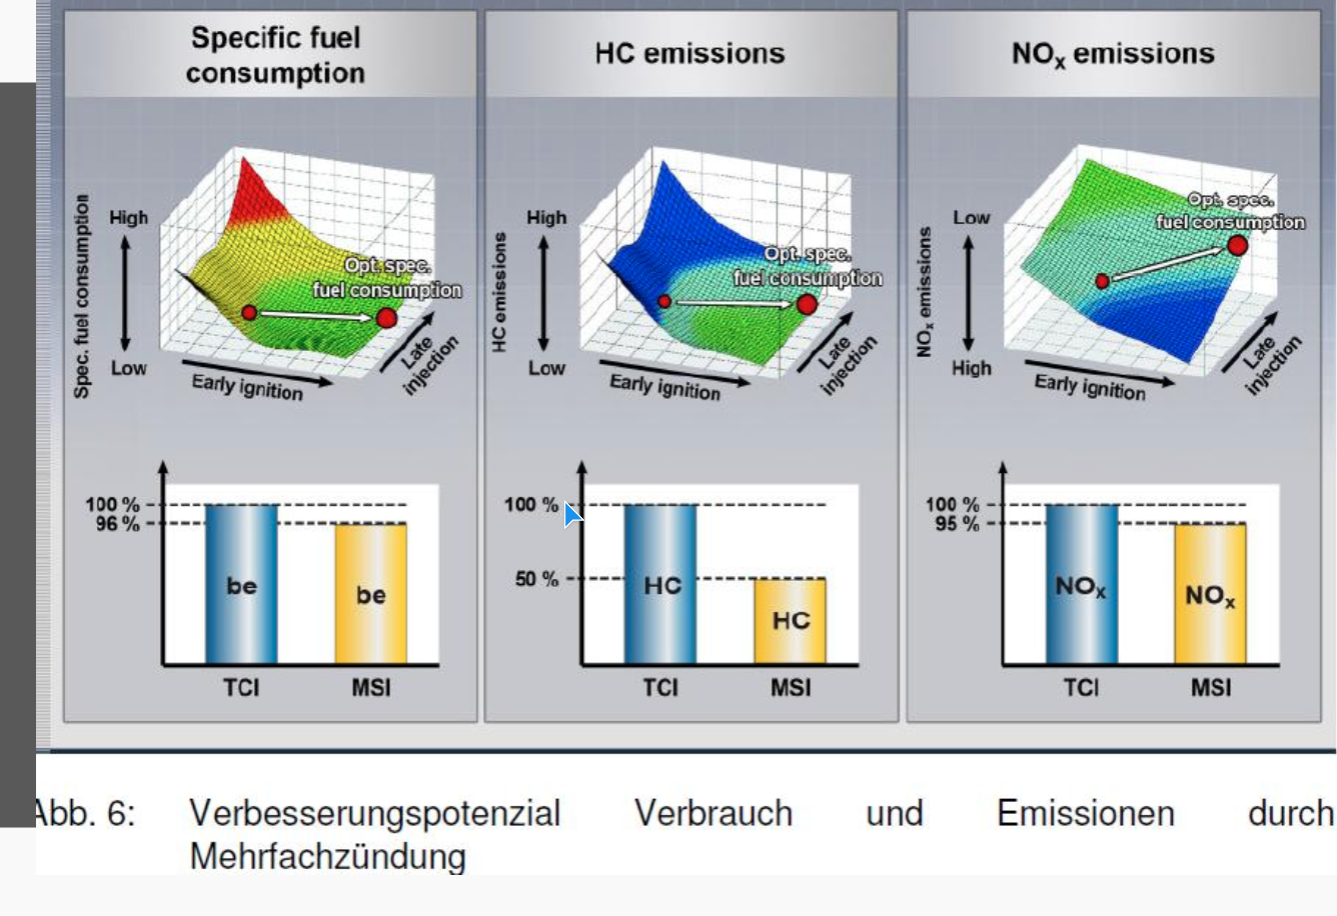 Specific fuel
consumption
Spec. fuel consumption
High
Low
Opt. spec.
fuel consumption
Early ignition
Late
injection
100 %
96 %
be
be
TCI
MSI
HC emissions
HC emissions
High
Low
Opt. spec.
fuel consumption
Early ignition
Late
injection
100 %
50 %
HC
HC
TCI
MSI
NOx emissions
NOx emissions
Low
High
Opt. spec.
fuel consumption
Early ignition
Late
injection
100 %
95 %
NOx
NOx
TCI
MSI
Abb. 6: Verbesserungspotenzial Verbrauch und Emissionen durch
Mehrfachzündung